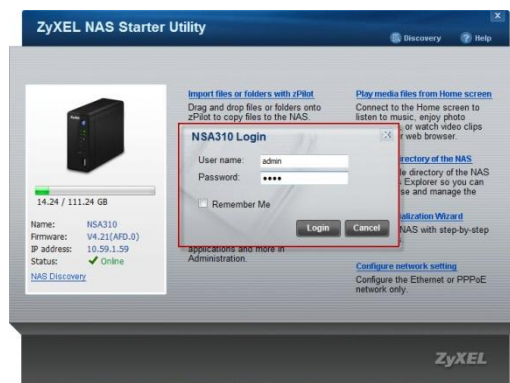 ZyXEL NAS Starter Utility
Discovery
Help
Import files or folders with zPilot
Drag and drop files or folders onto
zPilot to copy files to the NAS.
Play media files from Home screen
Connect to the Home screen to
listen to music, enjoy photo
, or watch video clips
web browser.
NSA310 Login
User name: admin
Password: ••••
Remember Me
Login
Cancel
directory of the NAS
directory of the NAS
Explorer so you can
se and manage the
ialization Wizard
NAS with step-by-step
applications and more in
Administration.
Configure network setting
Configure the Ethernet or PPPoE
network only.
14.24 / 111.24 GB
Name: NSA310
Firmware: V4.21(AFD.0)
IP address: 10.59.1.59
Status: Online
NAS Discovery
ZyXEL